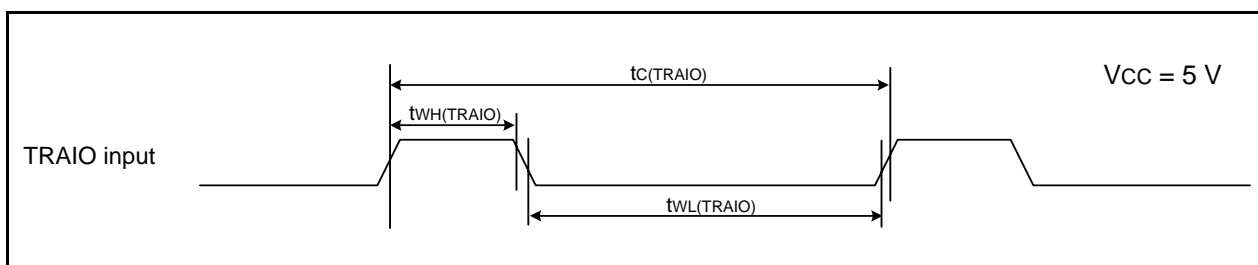 tC(TRAIO)
VCC = 5 V
tWH(TRAIO)
TRAIO input
tWL(TRAIO)